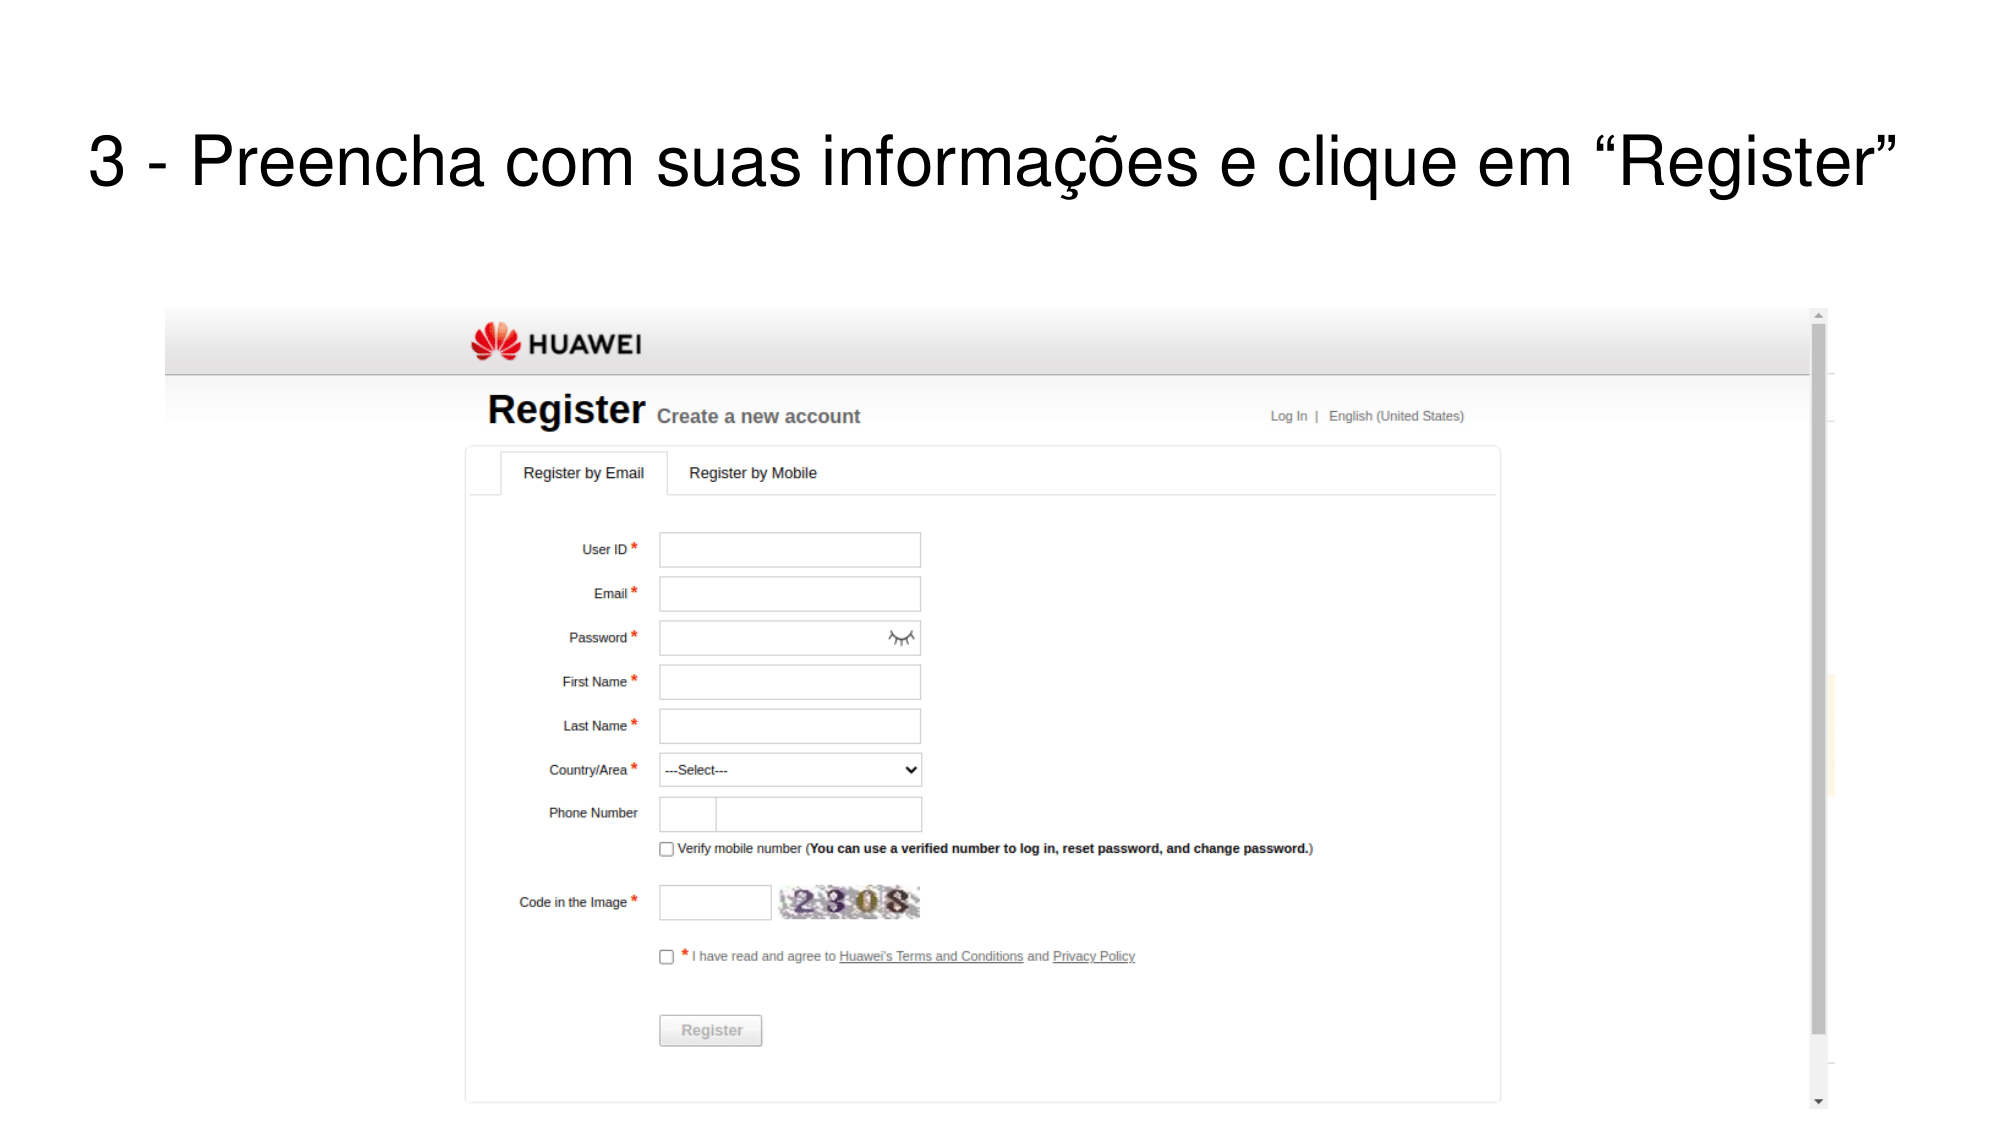 3 - Preencha com suas informações e clique em “Register”
HUAWEI
Register Create a new account
Log In | English (United States)
Register by Email Register by Mobile
User ID *
Email *
Password *
First Name *
Last Name *
Country/Area * ---Select---
Phone Number
Verify mobile number (You can use a verified number to log in, reset password, and change password.)
Code in the Image * 2308
* I have read and agree to Huawei's Terms and Conditions and Privacy Policy
Register